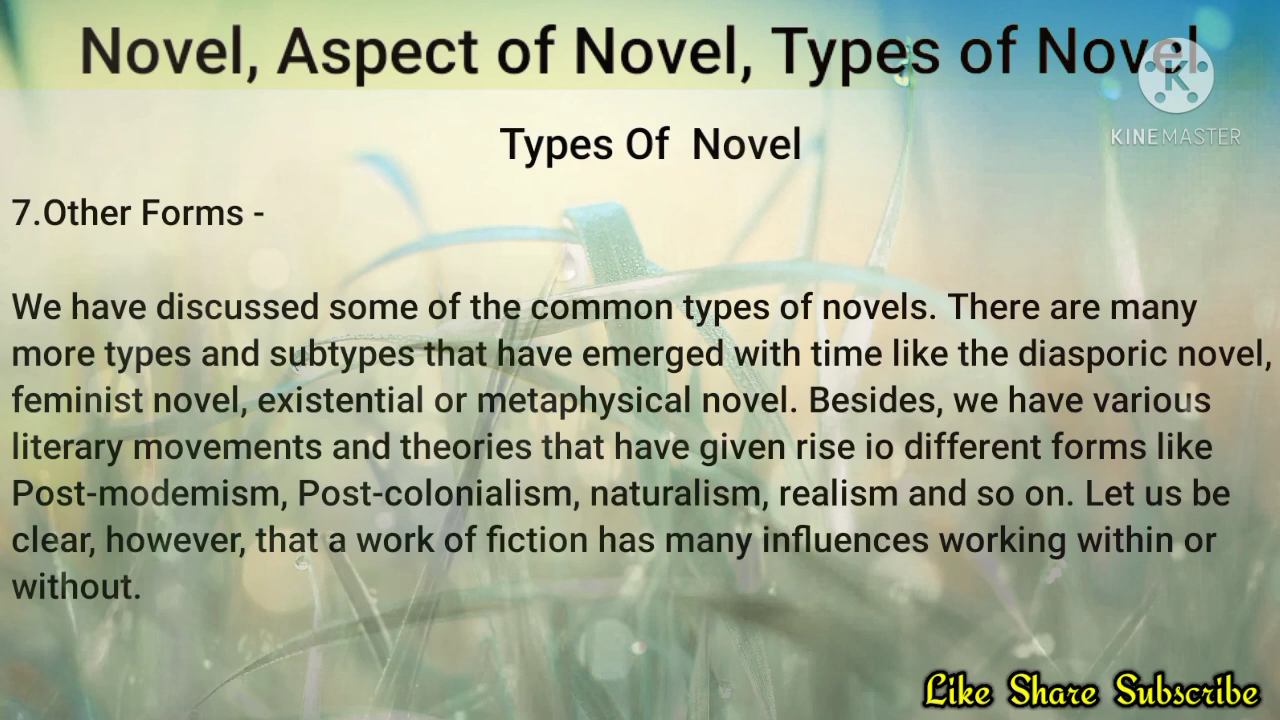 Novel, Aspect of Novel, Types of Novel
K
KINEMASTER
Types Of Novel
7.Other Forms -
We have discussed some of the common types of novels. There are many
more types and subtypes that have emerged with time like the diasporic novel,
feminist novel, existential or metaphysical novel. Besides, we have various
literary movements and theories that have given rise io different forms like
Post-modemism, Post-colonialism, naturalism, realism and so on. Let us be
clear, however, that a work of fiction has many influences working within or
without.
Like Share Subscribe